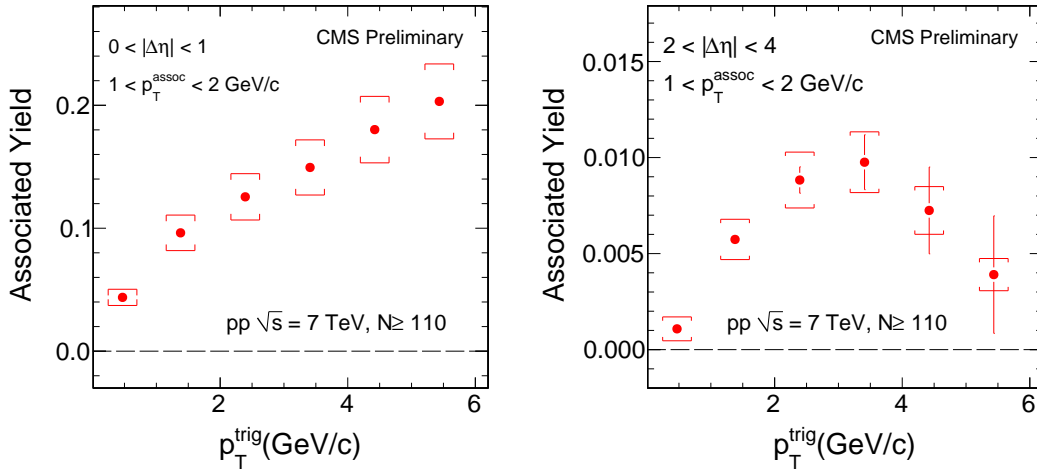 CMS Preliminary
0 < |Δη| < 1
1 < p_T^assoc < 2 GeV/c
0.2
0.1
0.0
Associated Yield
pp √s = 7 TeV, N≥ 110
0 2 4 6
p_T^trig(GeV/c)
CMS Preliminary
2 < |Δη| < 4
1 < p_T^assoc < 2 GeV/c
0.015
0.010
0.005
0.000
Associated Yield
pp √s = 7 TeV, N≥ 110
2 4 6
p_T^trig(GeV/c)